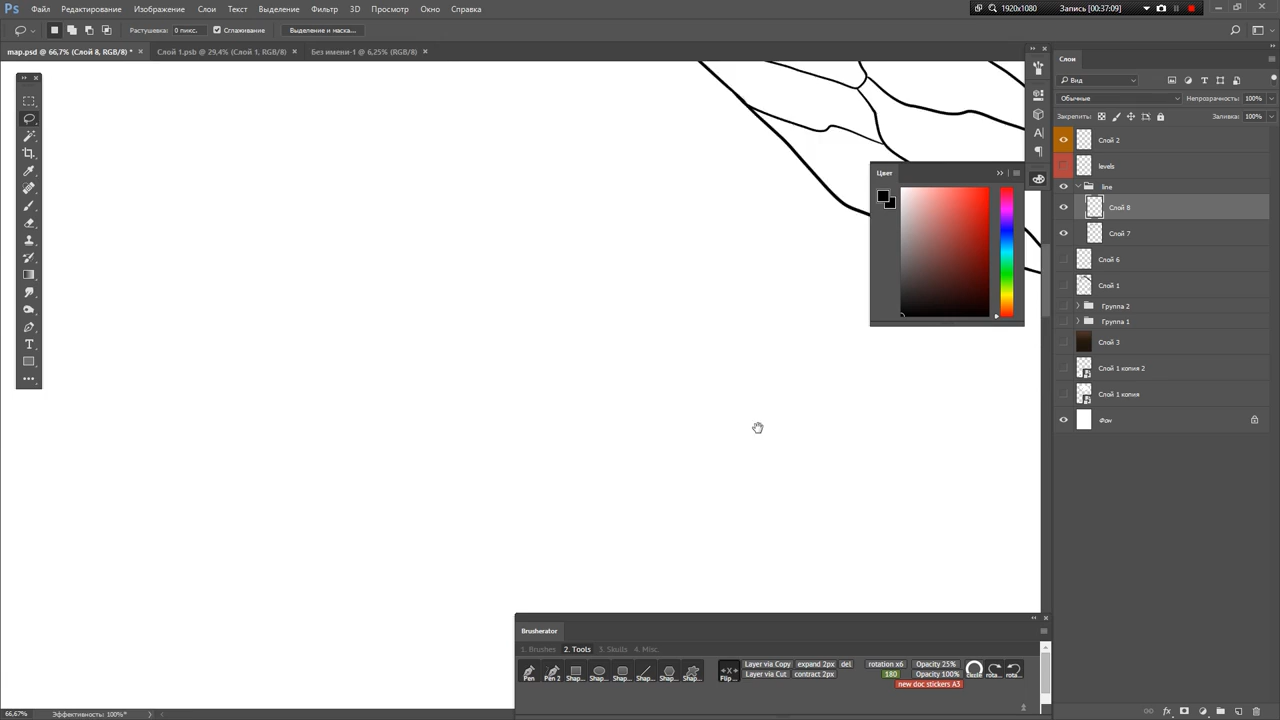 Ps Файл Редактирование Изображение Слои Текст Выделение Фильтр 3D Просмотр Окно Справка
1920x1080 Запись [00:37:09]
Растушевка: 0 пикс. Сглаживание Выделение и маска...
map.psd @ 66,7% (Слой 8, RGB/8) * × Слой 1.psb @ 29,4% (Слой 1, RGB/8) × Без имени-1 @ 6,25% (RGB/8) ×
Слои
Вид
Обычные Непрозрачность: 100%
Закрепить: Заливка: 100%
Слой 2
levels
line
Слой 8
Слой 7
Слой 6
Слой 1
Группа 2
Группа 1
Слой 3
Слой 1 копия 2
Слой 1 копия
Фон
Цвет
Brusherator
1. Brushes 2. Tools 3. Skulls 4. Misc.
Pen Pen 2 Shap... Shap... Shap... Shap... Shap... Shap... Flip ...
Layer via Copy expand 2px del rotation x6 Opacity 25%
Layer via Cut contract 2px 180 Opacity 100% circle rota... rota...
new doc stickers A3
66,67% Эффективность: 100%*